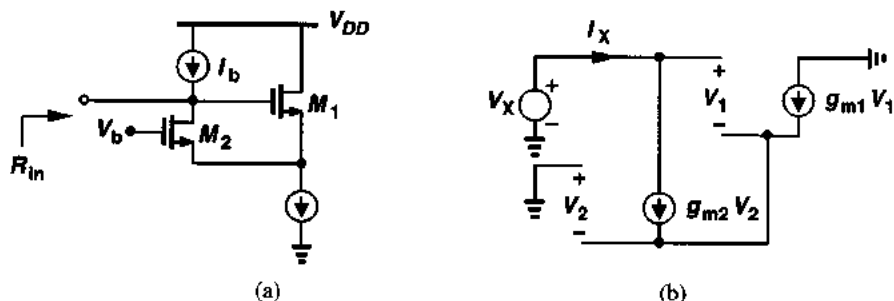 V_DD
I_b
M_1
V_b
M_2
R_in
(a)
I_X
V_X
+
−
+
V_1
−
g_m1 V_1
+
V_2
−
g_m2 V_2
(b)